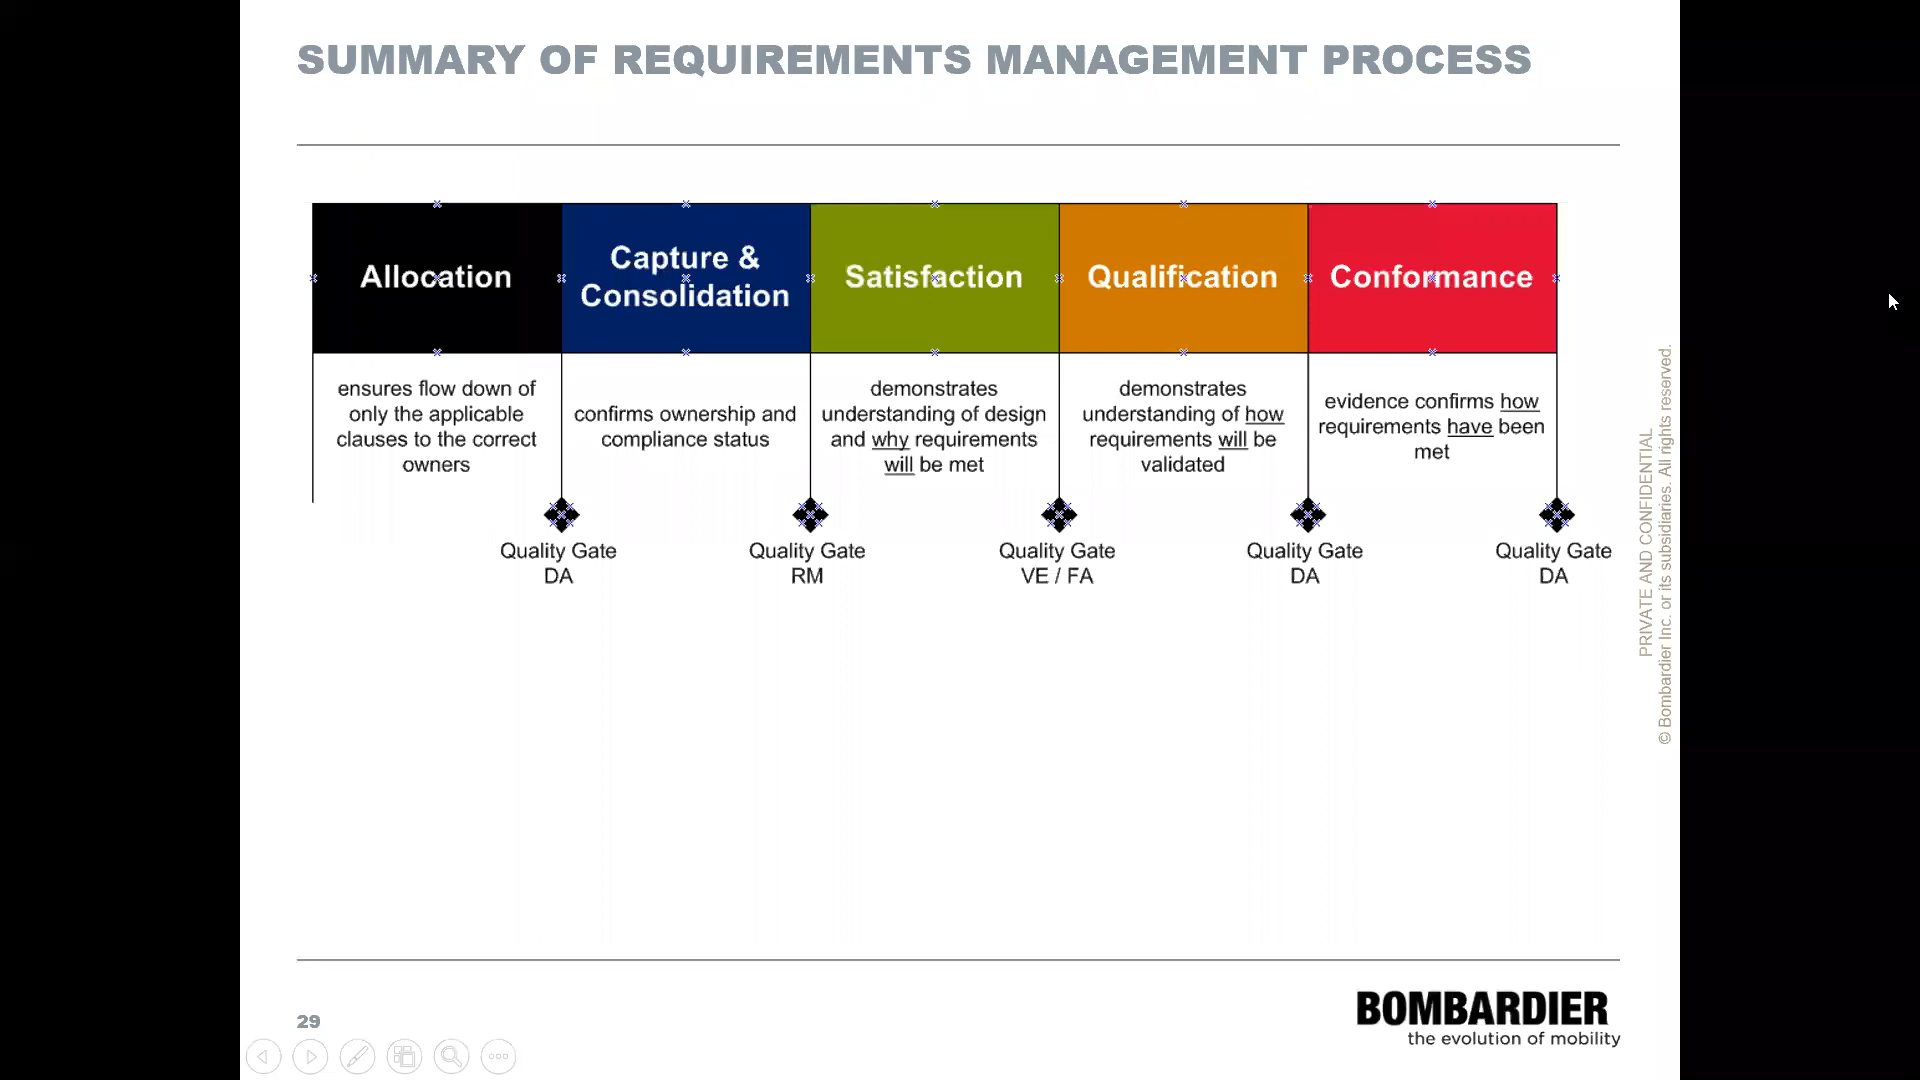 SUMMARY OF REQUIREMENTS MANAGEMENT PROCESS
Allocation
Capture &
Consolidation
Satisfaction
Qualification
Conformance
ensures flow down of
only the applicable
clauses to the correct
owners
confirms ownership and
compliance status
demonstrates
understanding of design
and why requirements
will be met
demonstrates
understanding of how
requirements will be
validated
evidence confirms how
requirements have been
met
Quality Gate
DA
Quality Gate
RM
Quality Gate
VE / FA
Quality Gate
DA
Quality Gate
DA
PRIVATE AND CONFIDENTIAL
© Bombardier Inc. or its subsidiaries. All rights reserved.
29
BOMBARDIER
the evolution of mobility